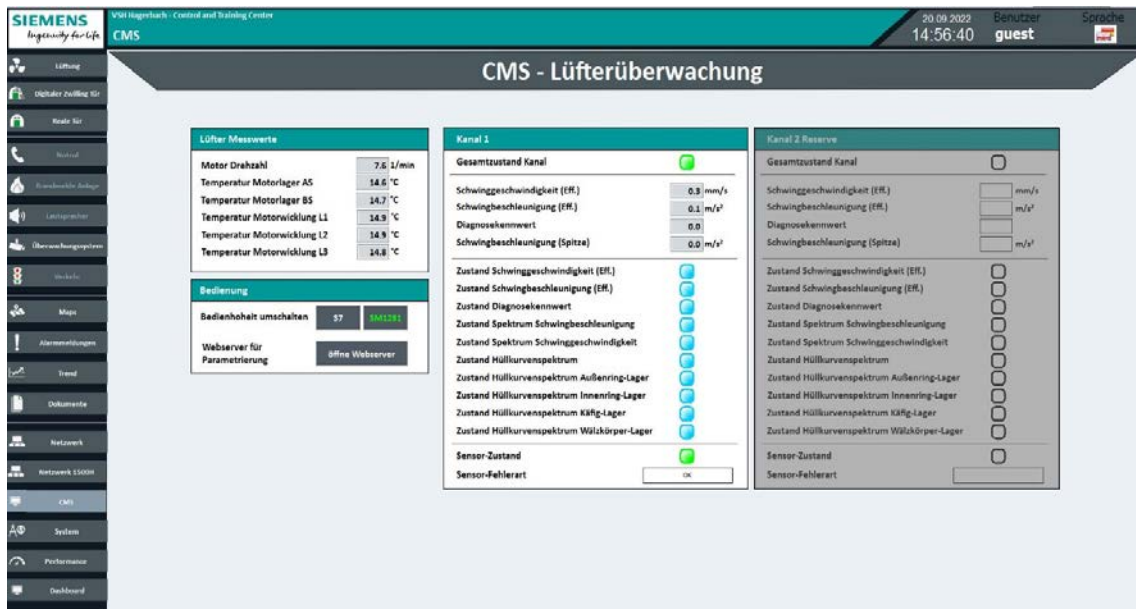 SIEMENS
Ingenuity for Life
VSH Hagerbach - Control and Training Center
CMS
20.09.2022
14:56:40
Benutzer
guest
Sprache
CMS - Lüfterüberwachung
Lüftung
Digitaler Zwilling für
Reale Tür
Notruf
Brandmelde Anlage
Lautsprecher
Überwachungssystem
Verkehr
Maps
Alarmmeldungen
Trend
Dokumente
Netzwerk
Netzwerk 1500H
CMS
System
Performance
Dashboard
Lüfter Messwerte
Motor Drehzahl 7.6 1/min
Temperatur Motorlager AS 14.6 °C
Temperatur Motorlager BS 14.7 °C
Temperatur Motorwicklung L1 14.9 °C
Temperatur Motorwicklung L2 14.9 °C
Temperatur Motorwicklung L3 14.8 °C
Bedienung
Bedienhoheit umschalten S7 SM1281
Webserver für
Parametrierung
öffne Webserver
Kanal 1
Gesamtzustand Kanal
Schwinggeschwindigkeit (Eff.) 0.3 mm/s
Schwingbeschleunigung (Eff.) 0.1 m/s²
Diagnosekennwert 0.0
Schwingbeschleunigung (Spitze) 0.0 m/s²
Zustand Schwinggeschwindigkeit (Eff.)
Zustand Schwingbeschleunigung (Eff.)
Zustand Diagnosekennwert
Zustand Spektrum Schwingbeschleunigung
Zustand Spektrum Schwinggeschwindigkeit
Zustand Hüllkurvenspektrum
Zustand Hüllkurvenspektrum Außenring-Lager
Zustand Hüllkurvenspektrum Innenring-Lager
Zustand Hüllkurvenspektrum Käfig-Lager
Zustand Hüllkurvenspektrum Wälzkörper-Lager
Sensor-Zustand
Sensor-Fehlerart OK
Kanal 2 Reserve
Gesamtzustand Kanal
Schwinggeschwindigkeit (Eff.) mm/s
Schwingbeschleunigung (Eff.) m/s²
Diagnosekennwert
Schwingbeschleunigung (Spitze) m/s²
Zustand Schwinggeschwindigkeit (Eff.)
Zustand Schwingbeschleunigung (Eff.)
Zustand Diagnosekennwert
Zustand Spektrum Schwingbeschleunigung
Zustand Spektrum Schwinggeschwindigkeit
Zustand Hüllkurvenspektrum
Zustand Hüllkurvenspektrum Außenring-Lager
Zustand Hüllkurvenspektrum Innenring-Lager
Zustand Hüllkurvenspektrum Käfig-Lager
Zustand Hüllkurvenspektrum Wälzkörper-Lager
Sensor-Zustand
Sensor-Fehlerart